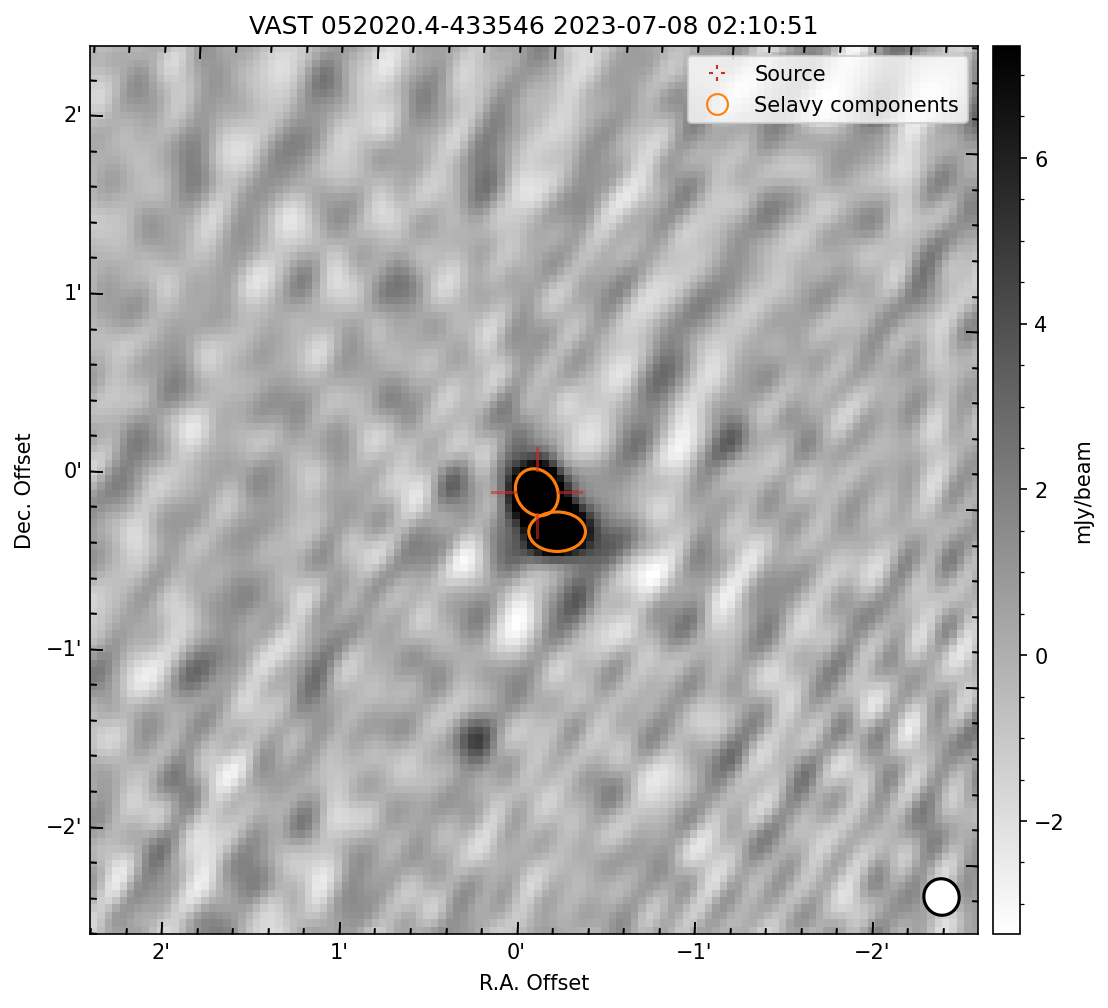 VAST 052020.4-433546 2023-07-08 02:10:51
Source
Selavy components
2'
1'
0'
−1'
−2'
Dec. Offset
2'
1'
0'
−1'
−2'
R.A. Offset
6
4
2
0
−2
mJy/beam